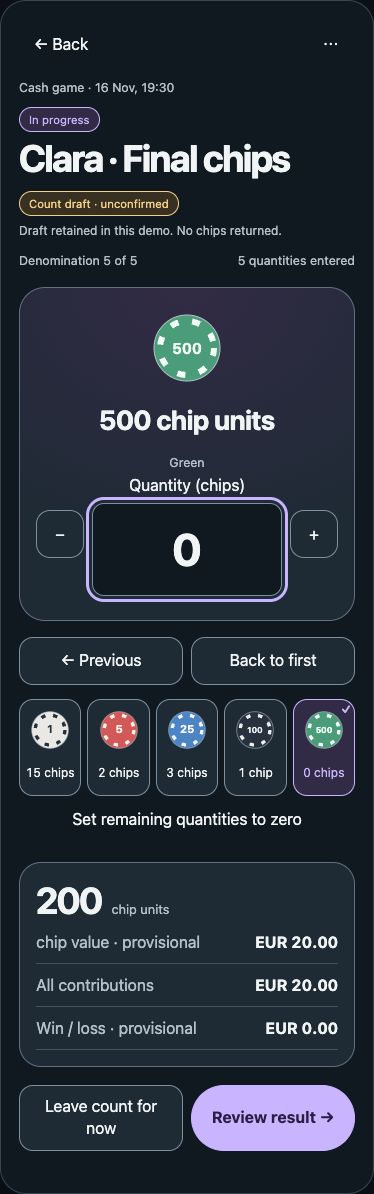 ← Back
···
Cash game · 16 Nov, 19:30
In progress
Clara · Final chips
Count draft · unconfirmed
Draft retained in this demo. No chips returned.
Denomination 5 of 5
5 quantities entered
500
500 chip units
Green
Quantity (chips)
−
0
+
← Previous
Back to first
1
5
25
100
500
15 chips
2 chips
3 chips
1 chip
0 chips
Set remaining quantities to zero
200 chip units
chip value · provisional
EUR 20.00
All contributions
EUR 20.00
Win / loss · provisional
EUR 0.00
Leave count for
now
Review result →